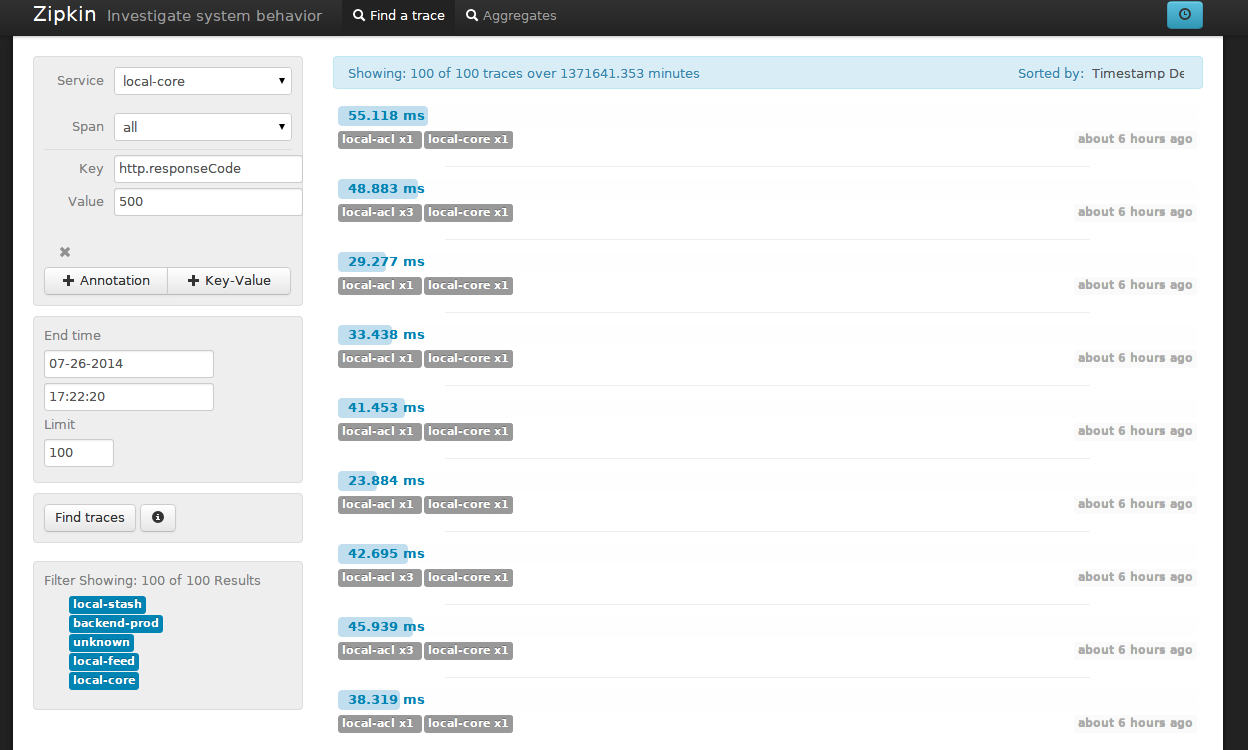 Zipkin Investigate system behavior Find a trace Aggregates
Service local-core
Span all
Key http.responseCode
Value 500
Annotation Key-Value
End time
07-26-2014
17:22:20
Limit
100
Find traces
Filter Showing: 100 of 100 Results
local-stash
backend-prod
unknown
local-feed
local-core
Showing: 100 of 100 traces over 1371641.353 minutes Sorted by: Timestamp De
55.118 ms
local-acl x1 local-core x1 about 6 hours ago
48.883 ms
local-acl x3 local-core x1 about 6 hours ago
29.277 ms
local-acl x1 local-core x1 about 6 hours ago
33.438 ms
local-acl x1 local-core x1 about 6 hours ago
41.453 ms
local-acl x1 local-core x1 about 6 hours ago
23.884 ms
local-acl x1 local-core x1 about 6 hours ago
42.695 ms
local-acl x3 local-core x1 about 6 hours ago
45.939 ms
local-acl x3 local-core x1 about 6 hours ago
38.319 ms
local-acl x1 local-core x1 about 6 hours ago